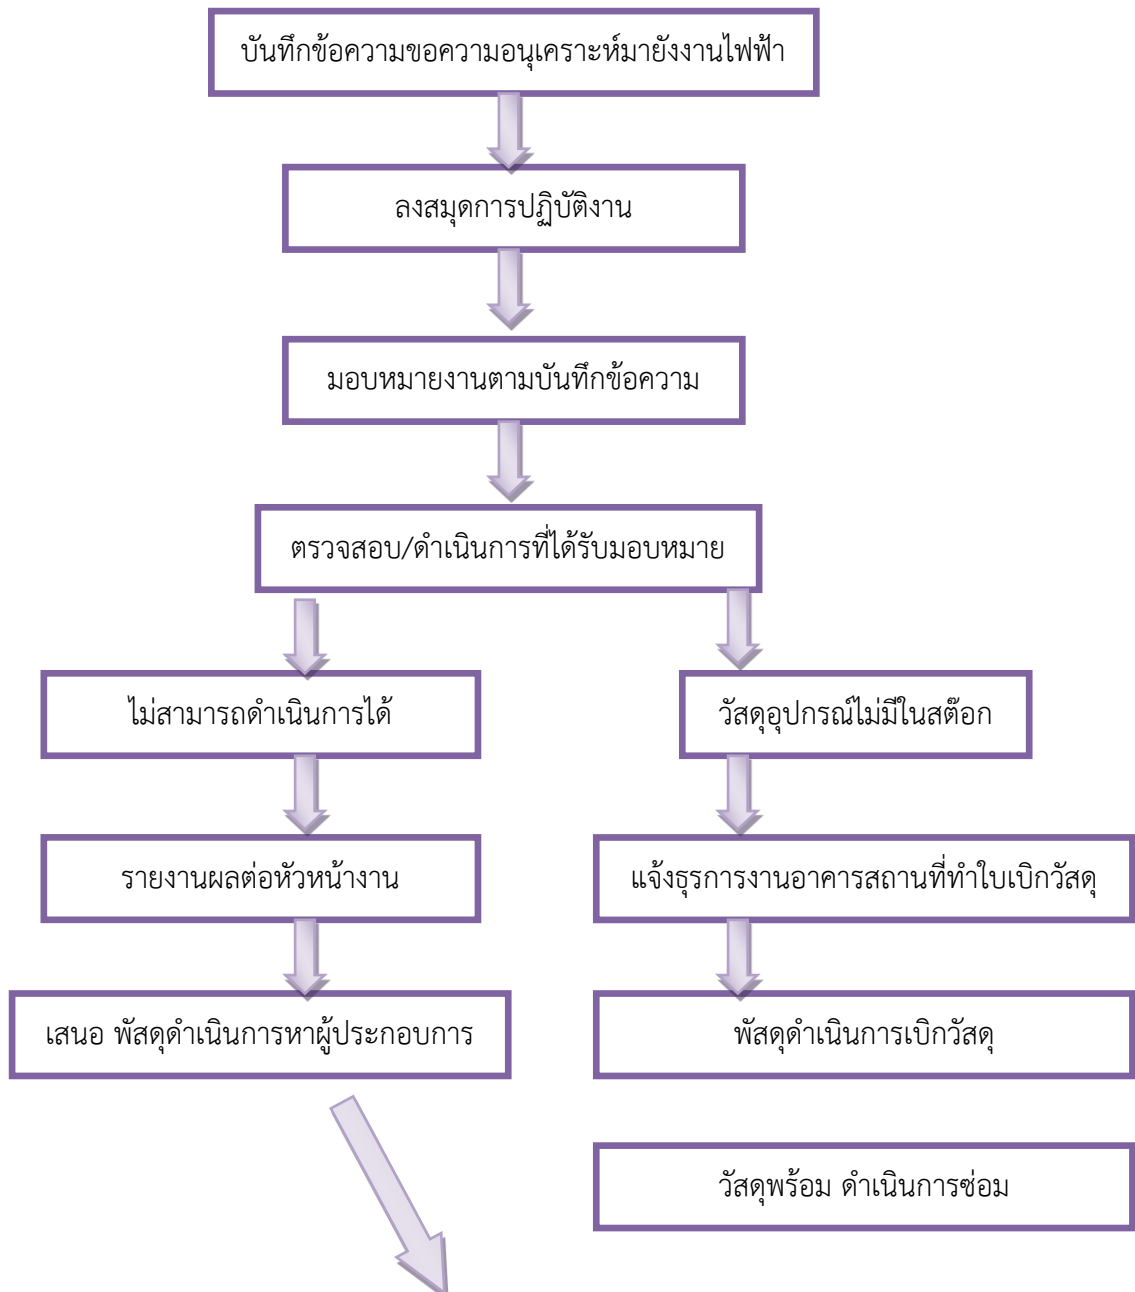 บันทึกข้อความขอความอนุเคราะห์มายังงานไฟฟ้า
ลงสมุดการปฏิบัติงาน
มอบหมายงานตามบันทึกข้อความ
ตรวจสอบ/ดำเนินการที่ได้รับมอบหมาย
ไม่สามารถดำเนินการได้
วัสดุอุปกรณ์ไม่มีในสต๊อก
รายงานผลต่อหัวหน้างาน
แจ้งธุรการงานอาคารสถานที่ทำใบเบิกวัสดุ
เสนอ พัสดุดำเนินการหาผู้ประกอบการ
พัสดุดำเนินการเบิกวัสดุ
วัสดุพร้อม ดำเนินการซ่อม